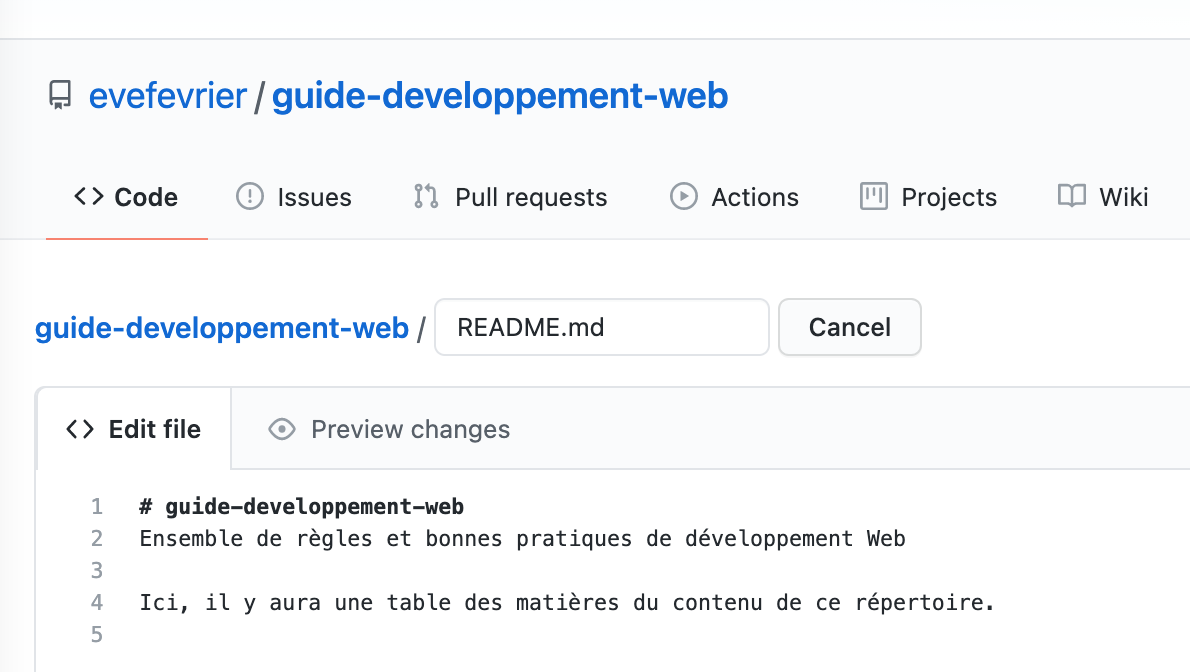 evefevrier / guide-developpement-web
<> Code Issues Pull requests Actions Projects Wiki
guide-developpement-web / README.md Cancel
<> Edit file Preview changes
1 # guide-developpement-web
2 Ensemble de règles et bonnes pratiques de développement Web
3
4 Ici, il y aura une table des matières du contenu de ce répertoire.
5